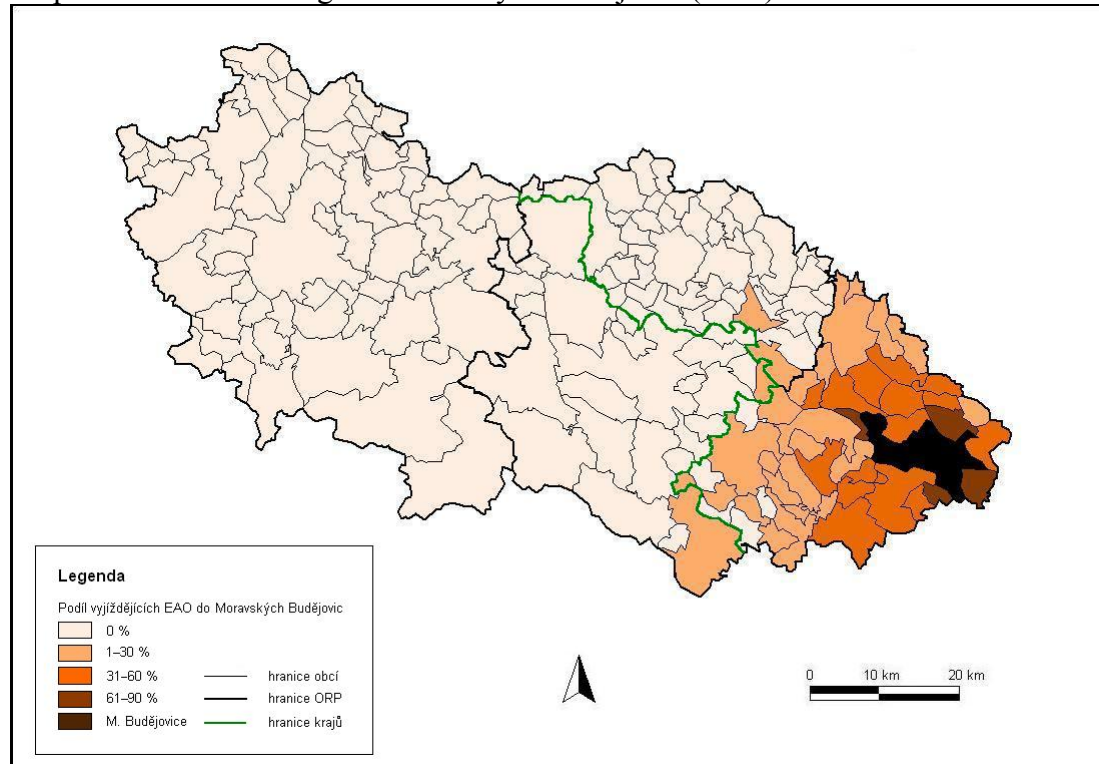 Legenda
Podíl vyjíždějících EAO do Moravských Budějovic
0 %
1–30 %
31–60 %
61–90 %
M. Budějovice
hranice obcí
hranice ORP
hranice krajů
0 10 km 20 km